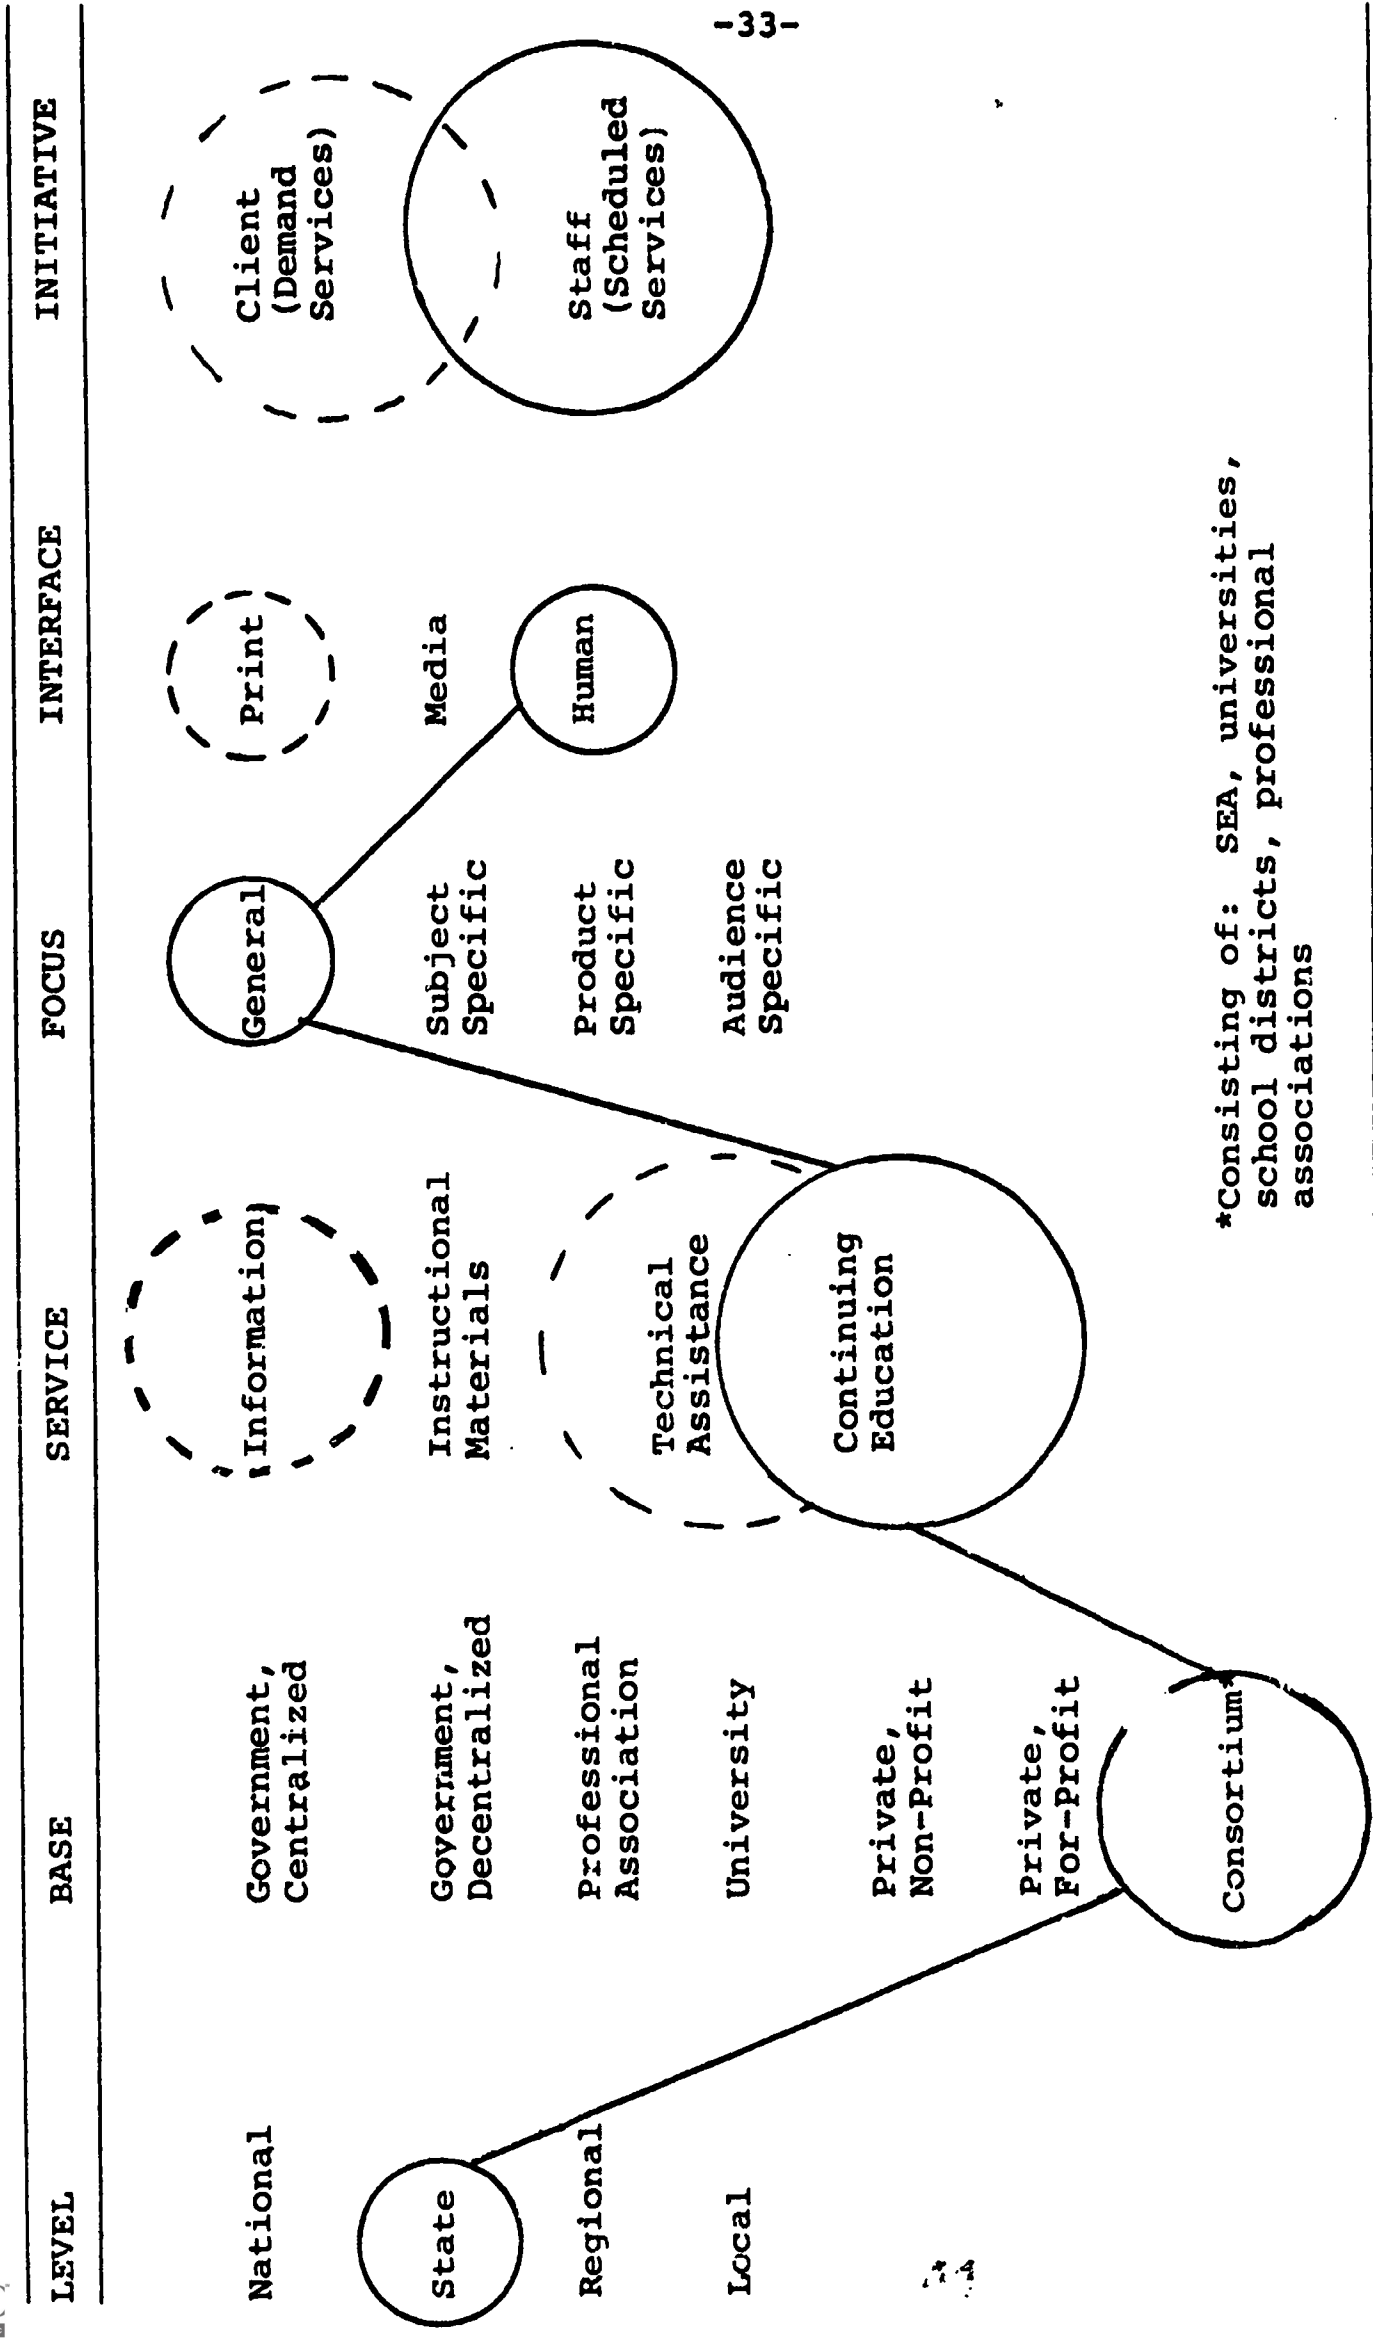 -33-
LEVEL BASE SERVICE FOCUS INTERFACE INITIATIVE
National
State
Regional
Local
Government,
Centralized
Government,
Decentralized
Professional
Association
University
Private,
Non-Profit
Private,
For-Profit
Consortium*
Information
Instructional
Materials
Technical
Assistance
Continuing
Education
General
Subject
Specific
Product
Specific
Audience
Specific
Print
Media
Human
Client
(Demand
Services)
Staff
(Scheduled
Services)
*Consisting of: SEA, universities,
school districts, professional
associations